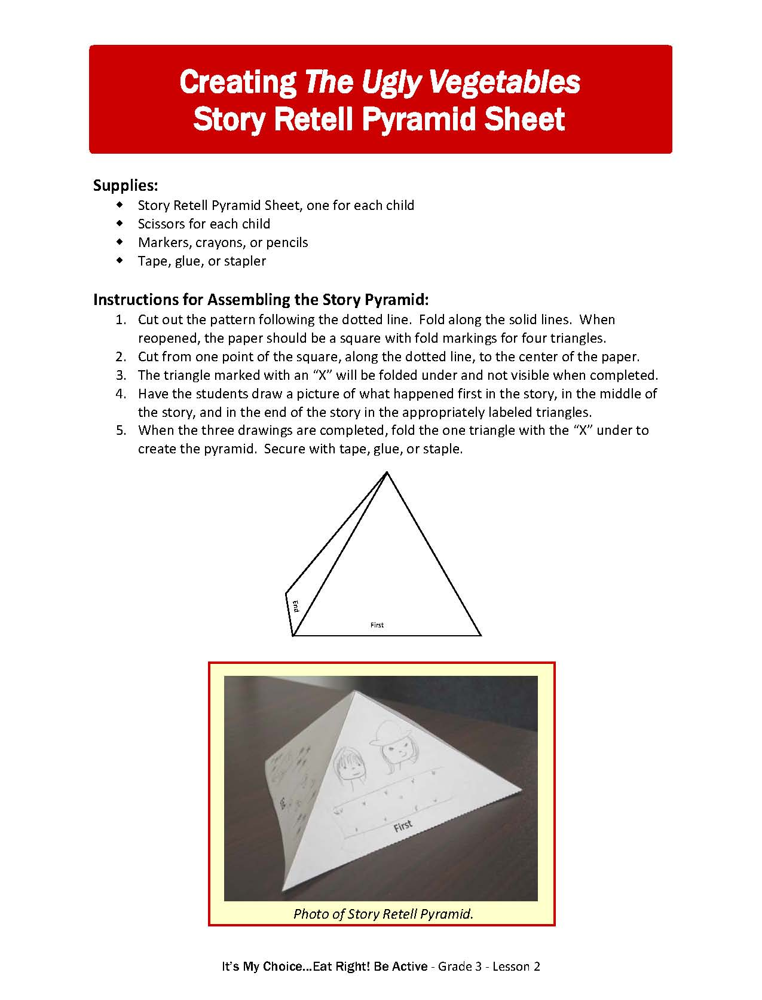 Creating The Ugly Vegetables
Story Retell Pyramid Sheet
Supplies:
◆ Story Retell Pyramid Sheet, one for each child
◆ Scissors for each child
◆ Markers, crayons, or pencils
◆ Tape, glue, or stapler
Instructions for Assembling the Story Pyramid:
1. Cut out the pattern following the dotted line.  Fold along the solid lines.  When
reopened, the paper should be a square with fold markings for four triangles.
2. Cut from one point of the square, along the dotted line, to the center of the paper.
3. The triangle marked with an “X” will be folded under and not visible when completed.
4. Have the students draw a picture of what happened first in the story, in the middle of
the story, and in the end of the story in the appropriately labeled triangles.
5. When the three drawings are completed, fold the one triangle with the “X” under to
create the pyramid.  Secure with tape, glue, or staple.
End
First
First
Photo of Story Retell Pyramid.
It’s My Choice...Eat Right! Be Active - Grade 3 - Lesson 2